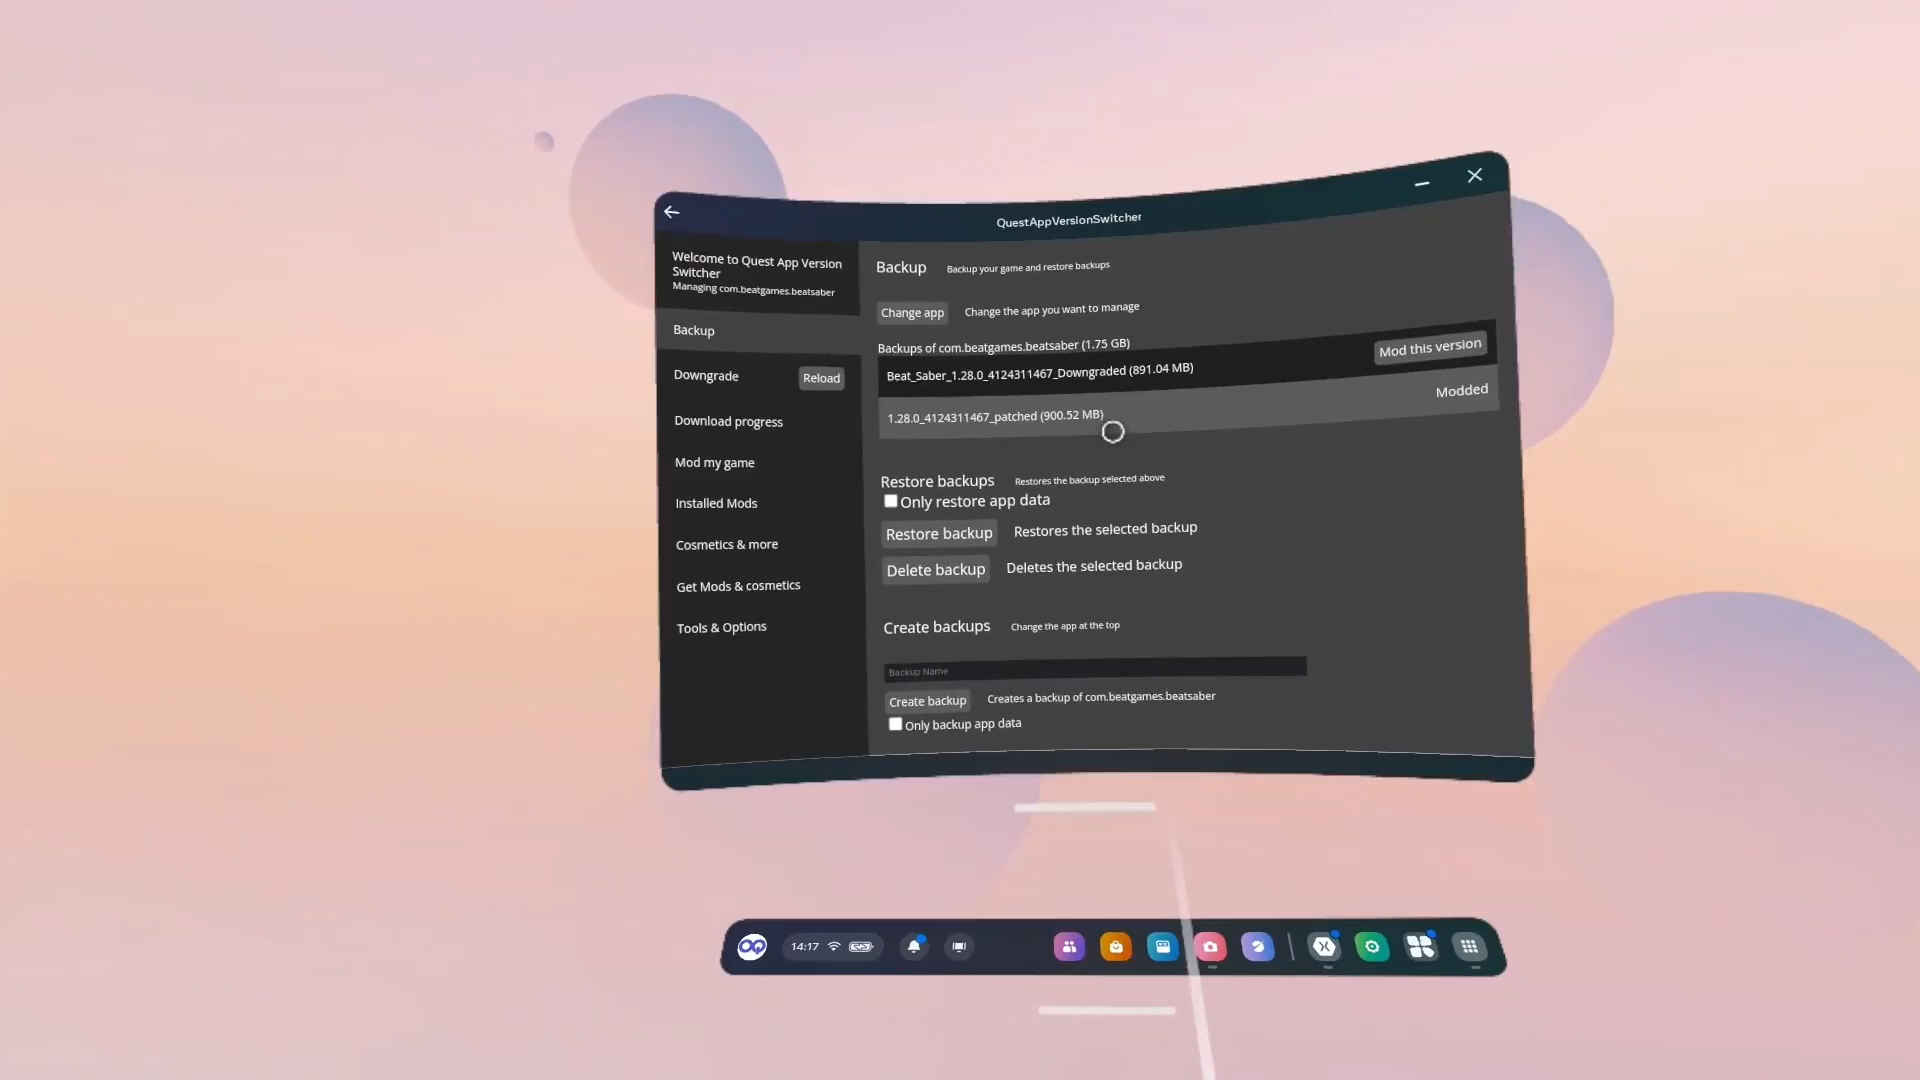 QuestAppVersionSwitcher
Welcome to Quest App Version
Switcher
Managing com.beatgames.beatsaber
Backup
Downgrade
Reload
Download progress
Mod my game
Installed Mods
Cosmetics & more
Get Mods & cosmetics
Tools & Options
Backup Backup your game and restore backups
Change app Change the app you want to manage
Backups of com.beatgames.beatsaber (1.75 GB)
Beat_Saber_1.28.0_4124311467_Downgraded (891.04 MB) Mod this version
1.28.0_4124311467_patched (900.52 MB) Modded
Restore backups Restores the backup selected above
Only restore app data
Restore backup Restores the selected backup
Delete backup Deletes the selected backup
Create backups Change the app at the top
Backup Name
Create backup Creates a backup of com.beatgames.beatsaber
Only backup app data
14:17